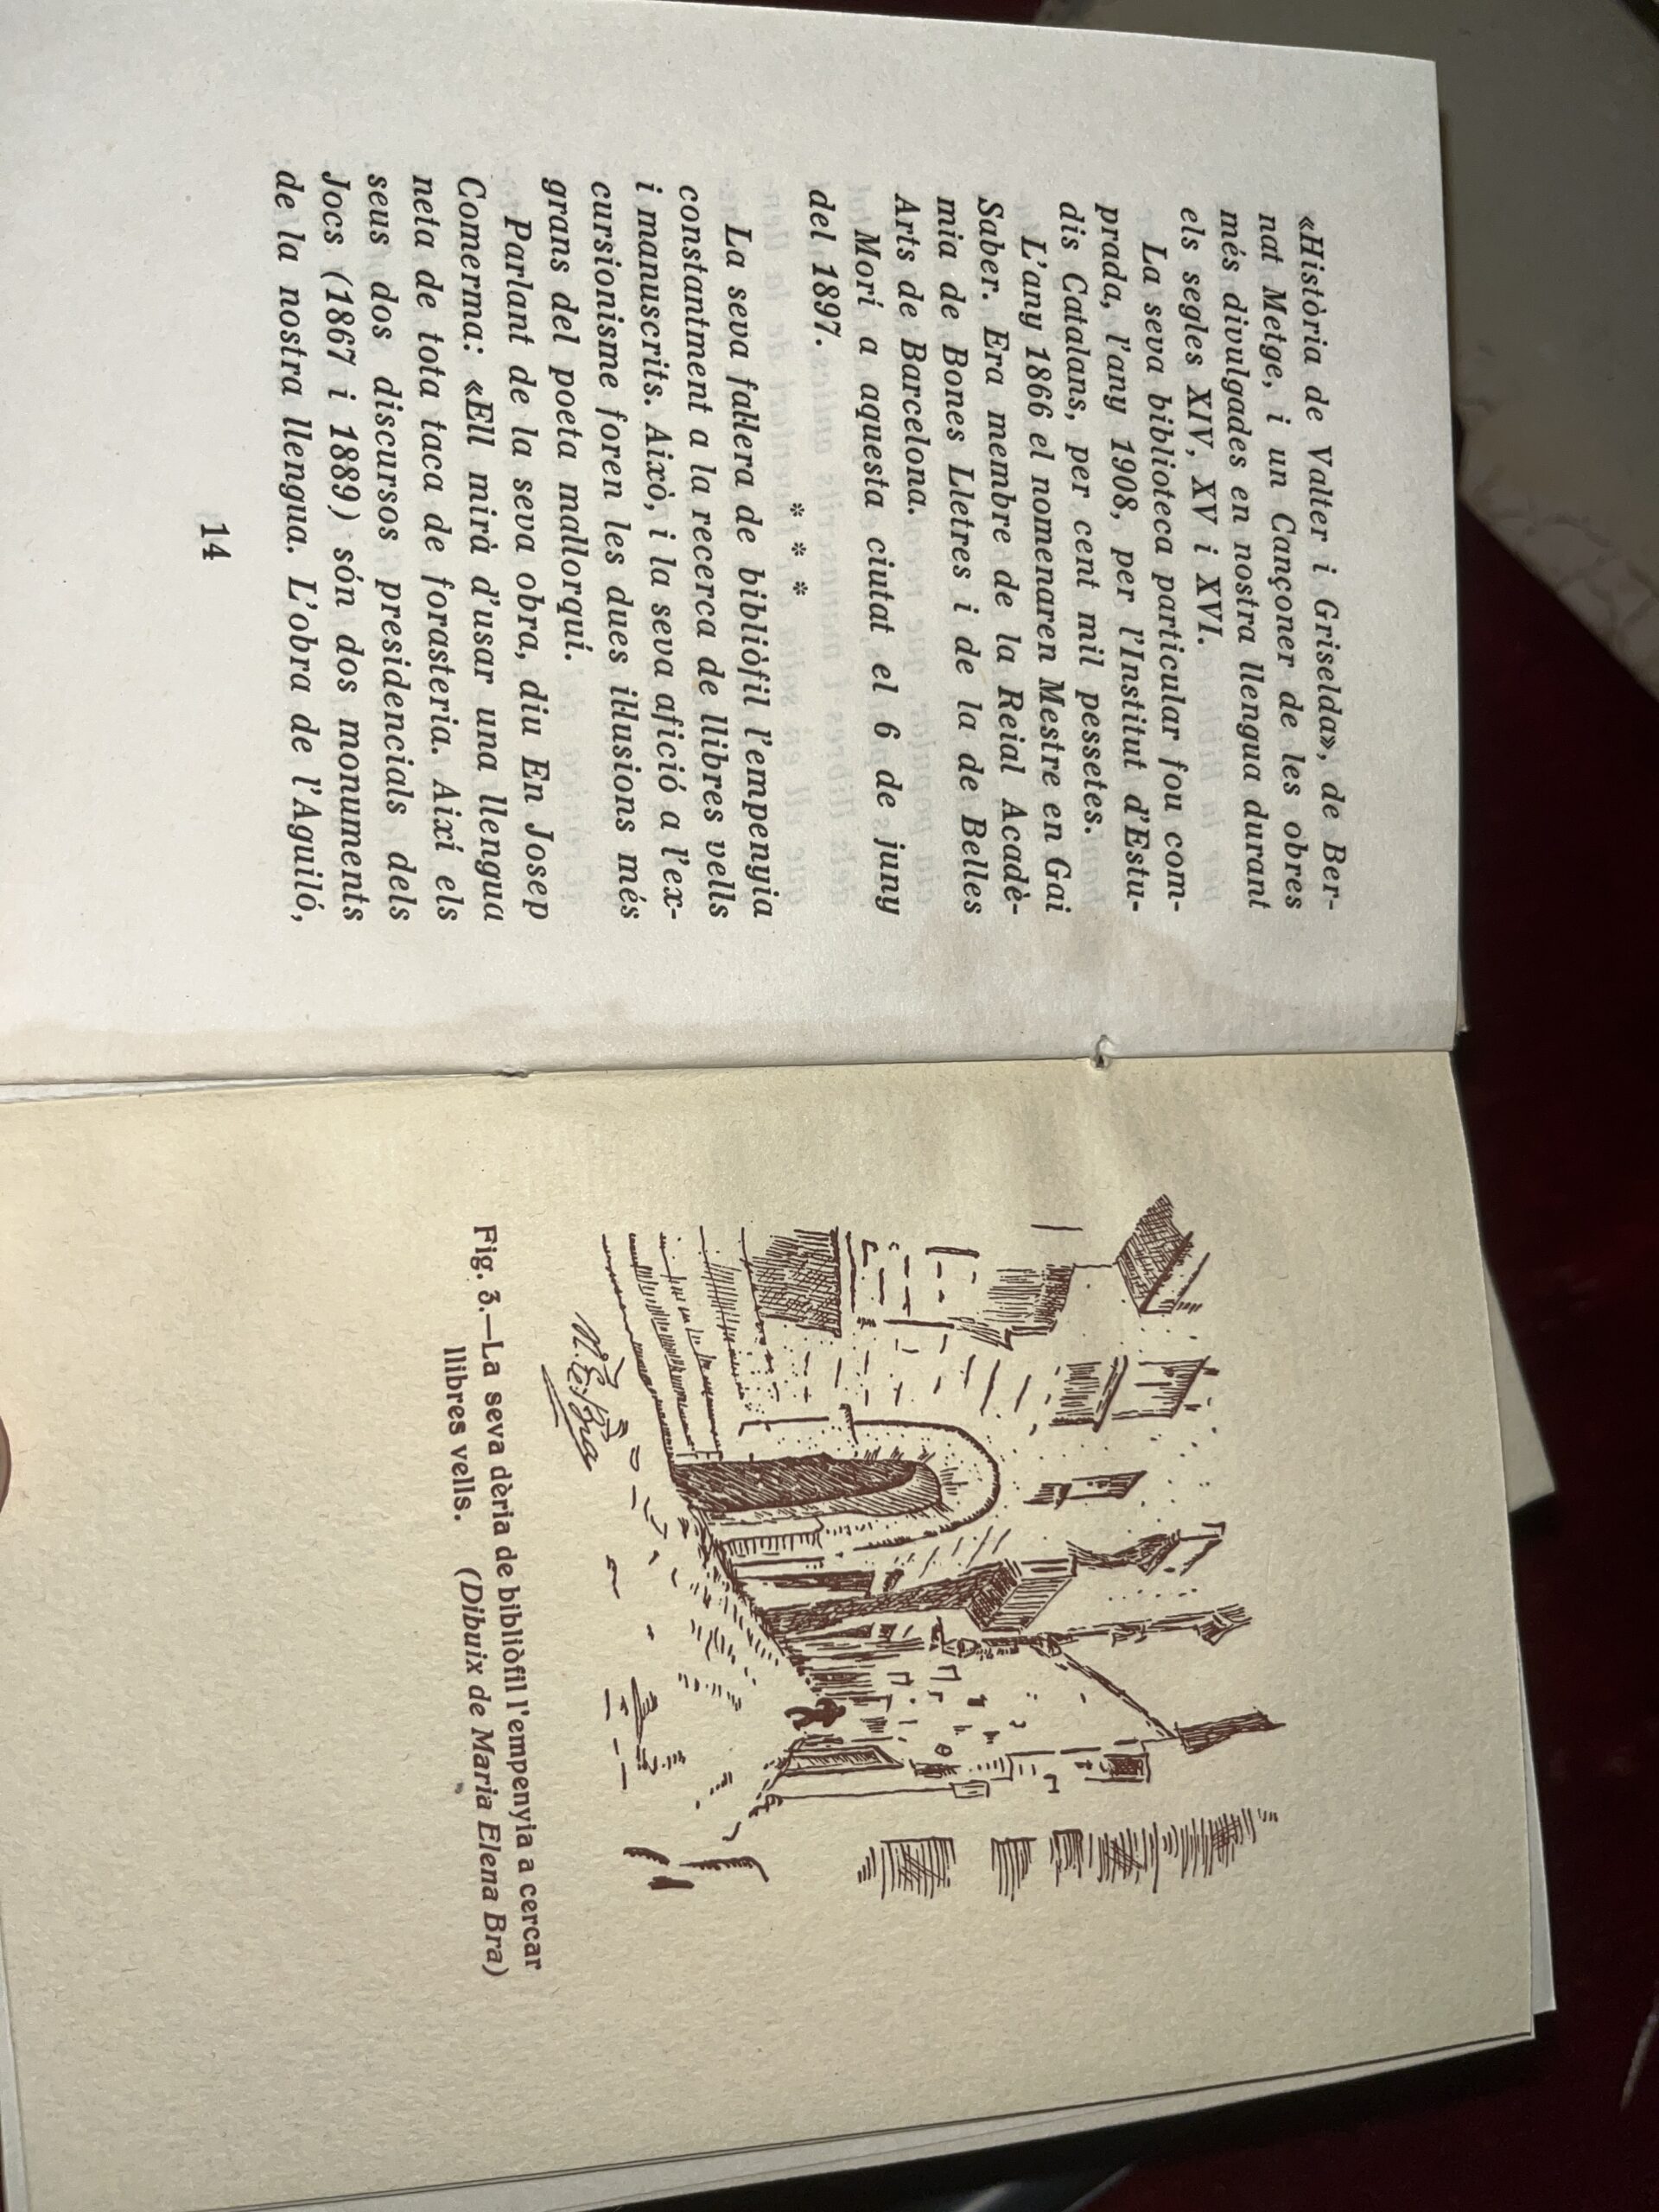 «Història de Valter i Griselda», de Ber-
nat Metge, i un Cançoner de les obres
més divulgades en nostra llengua durant
els segles XIV, XV i XVI.
La seva biblioteca particular fou com-
prada, l'any 1908, per l'Institut d'Estu-
dis Catalans, per cent mil pessetes.
L'any 1866 el nomenaren Mestre en Gai
Saber. Era membre de la Reial Acadè-
mia de Bones Lletres i de la de Belles
Arts de Barcelona.
Morí a aquesta ciutat el 6 de juny
del 1897.
* * *
La seva fal·lera de bibliòfil l'empenyia
constantment a la recerca de llibres vells
i manuscrits. Això, i la seva afició a l'ex-
cursionisme foren les dues il·lusions més
grans del poeta mallorquí.
Parlant de la seva obra, diu En Josep
Comerma: «Ell mirà d'usar una llengua
neta de tota taca de forasteria. Així els
seus dos discursos presidencials dels
Jocs (1867 i 1889) són dos monuments
de la nostra llengua. L'obra de l'Aguiló,
14
M. E. Bra
Fig. 3.—La seva dèria de bibliòfil l'empenyia a cercar
llibres vells. (Dibuix de Maria Elena Bra)